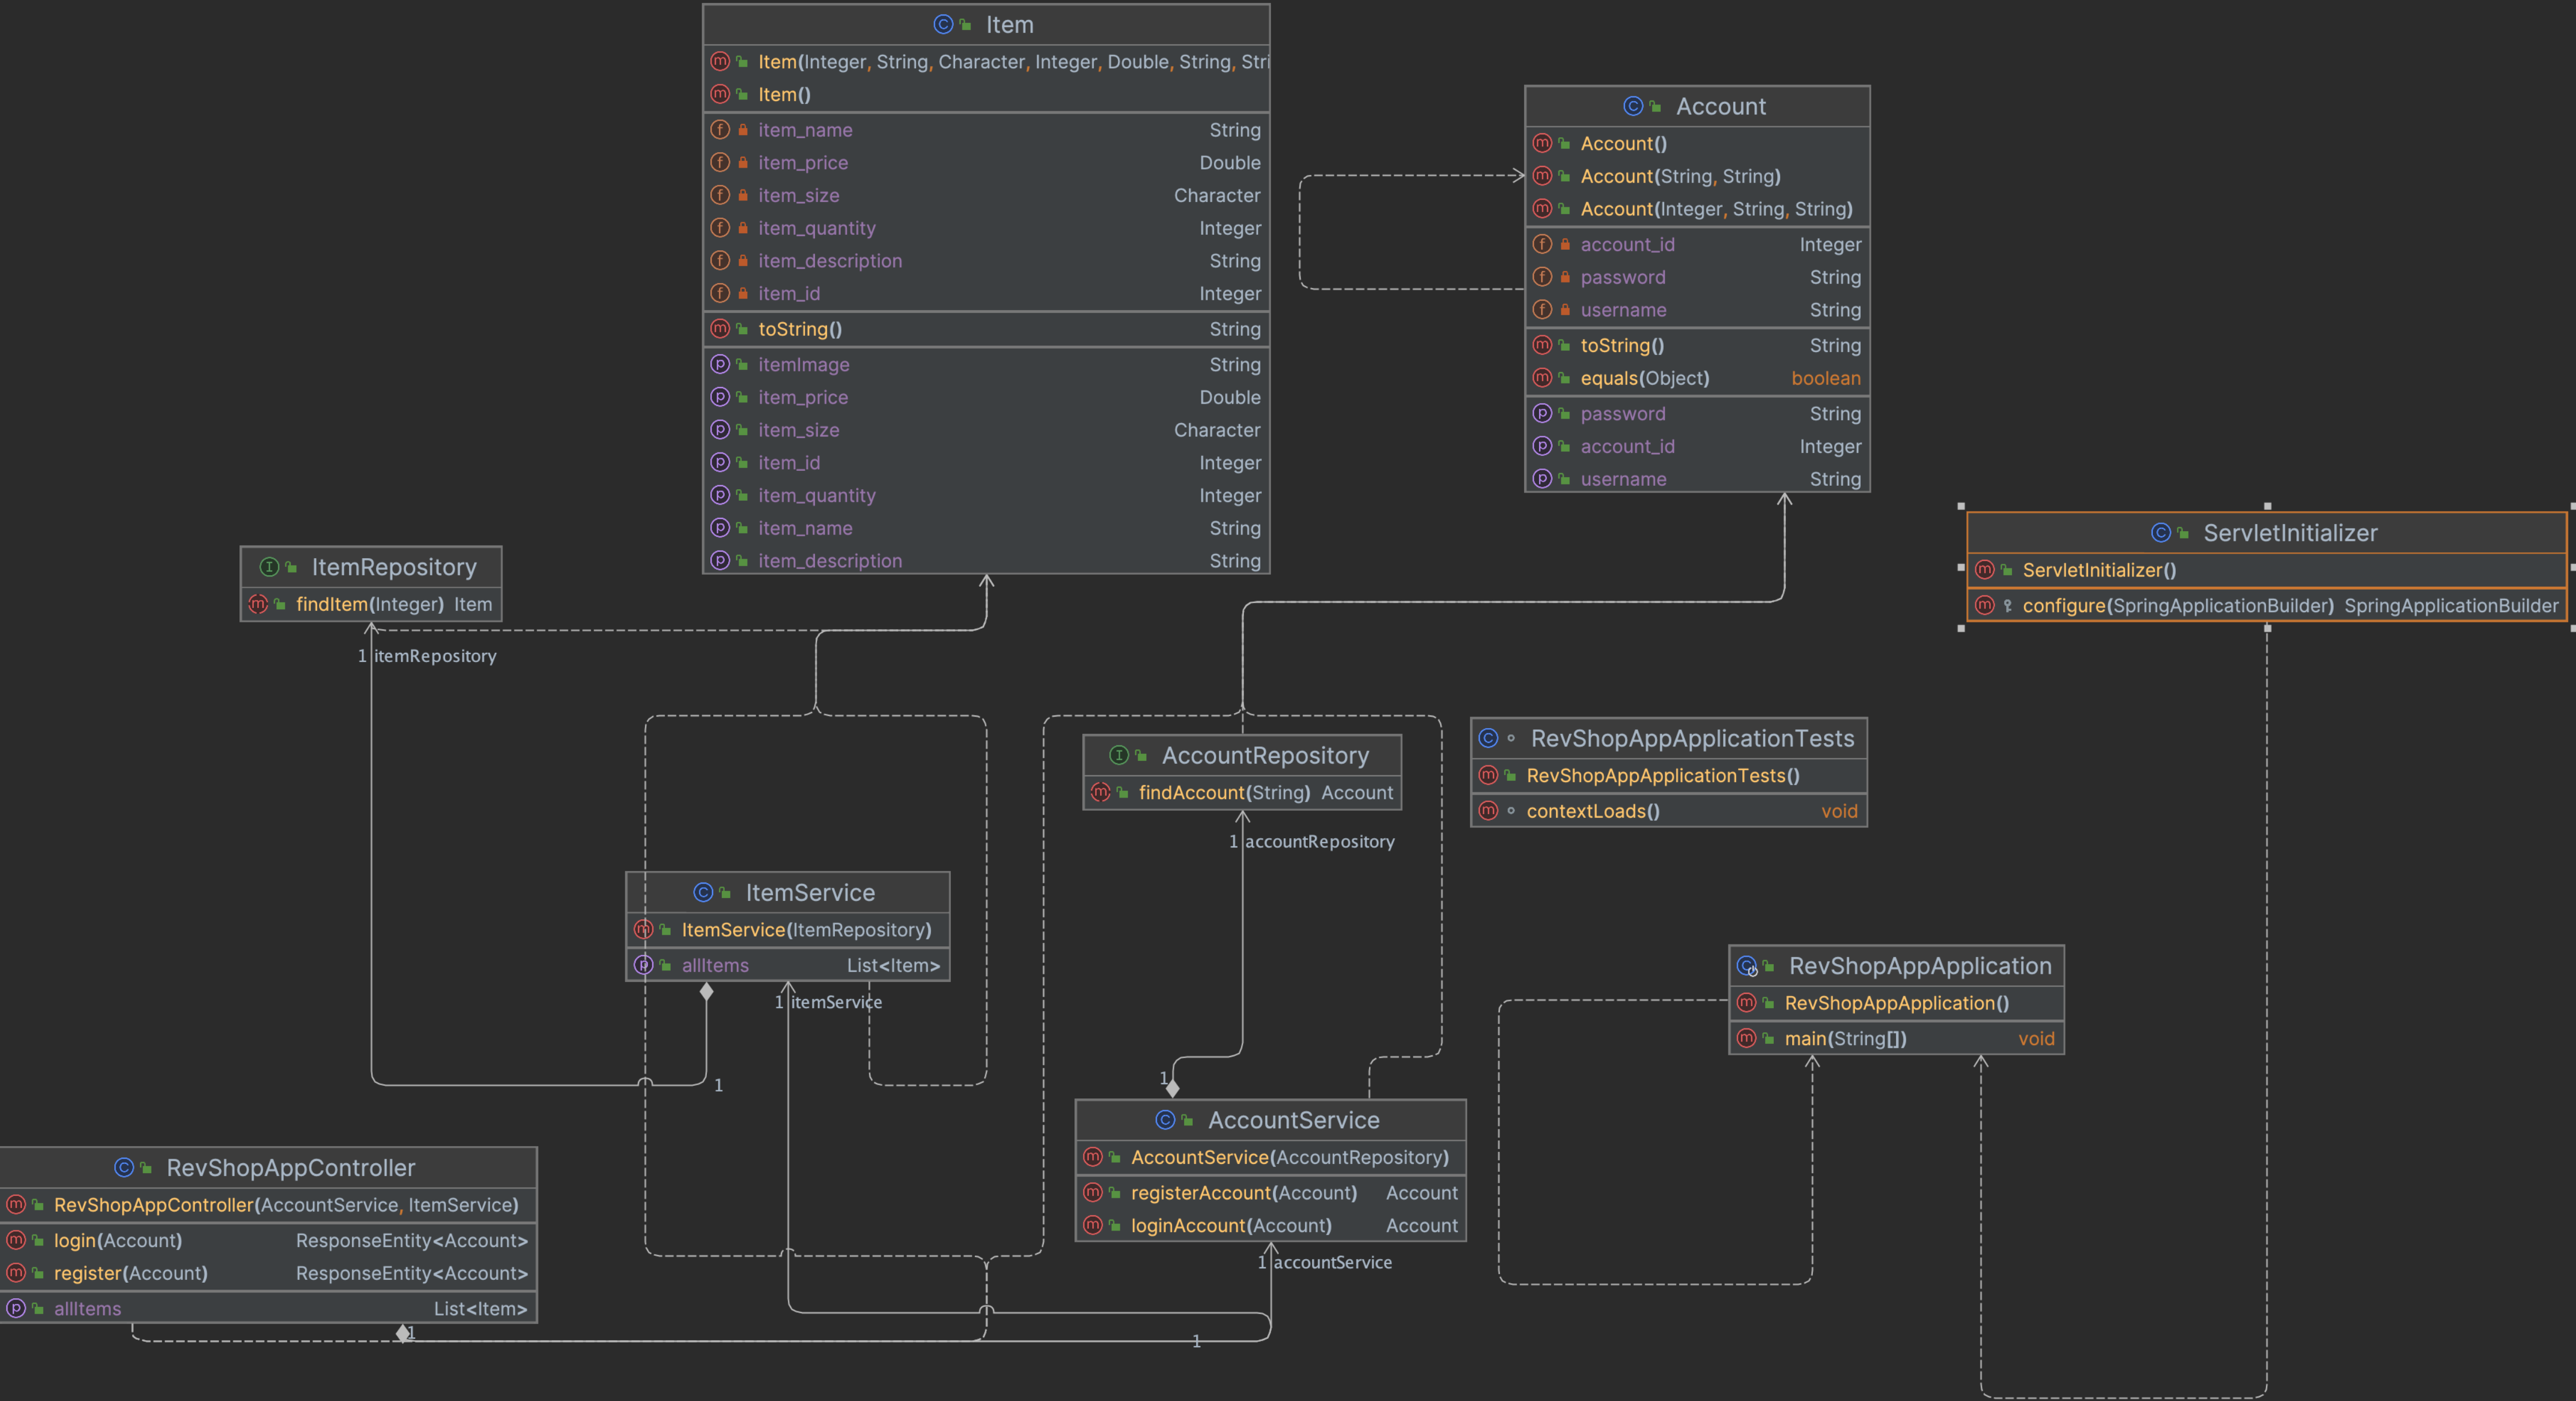 Item
Item(Integer, String, Character, Integer, Double, String, Stri
Item()
item_name String
item_price Double
item_size Character
item_quantity Integer
item_description String
item_id Integer
toString() String
itemImage String
item_price Double
item_size Character
item_id Integer
item_quantity Integer
item_name String
item_description String
Account
Account()
Account(String, String)
Account(Integer, String, String)
account_id Integer
password String
username String
toString() String
equals(Object) boolean
password String
account_id Integer
username String
ServletInitializer
ServletInitializer()
configure(SpringApplicationBuilder) SpringApplicationBuilder
ItemRepository
findItem(Integer) Item
1 itemRepository
AccountRepository
findAccount(String) Account
1 accountRepository
RevShopAppApplicationTests
RevShopAppApplicationTests()
contextLoads() void
ItemService
ItemService(ItemRepository)
allItems List<Item>
1 itemService
1
RevShopAppApplication
RevShopAppApplication()
main(String[]) void
1
AccountService
AccountService(AccountRepository)
registerAccount(Account) Account
loginAccount(Account) Account
1 accountService
RevShopAppController
RevShopAppController(AccountService, ItemService)
login(Account) ResponseEntity<Account>
register(Account) ResponseEntity<Account>
allItems List<Item>
1
1